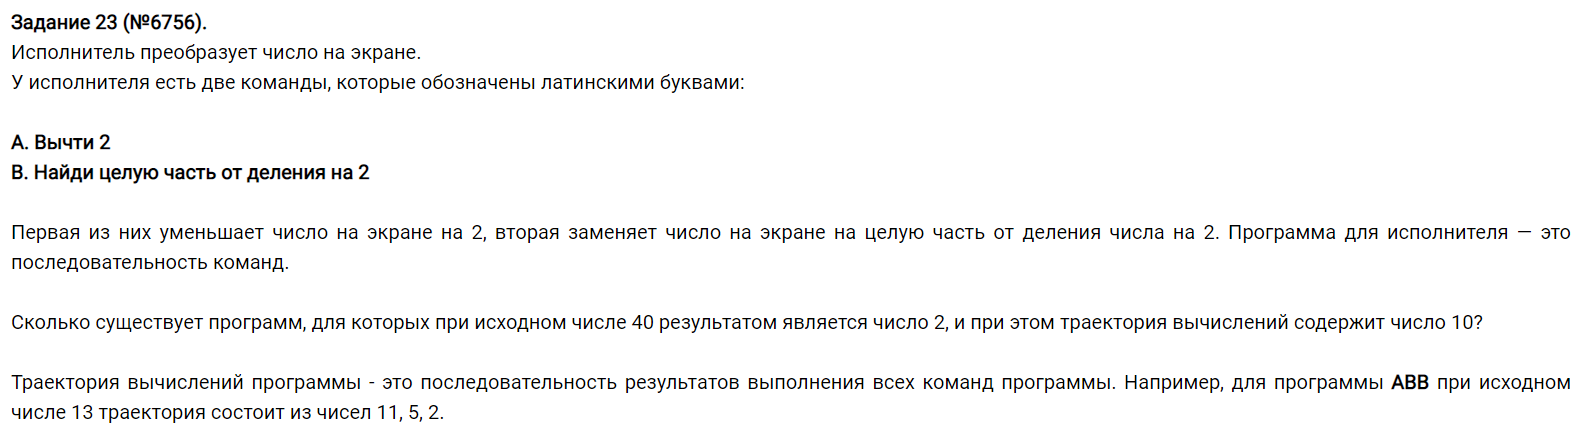 Задание 23 (№6756).
Исполнитель преобразует число на экране.
У исполнителя есть две команды, которые обозначены латинскими буквами:
A. Вычти 2
B. Найди целую часть от деления на 2
Первая из них уменьшает число на экране на 2, вторая заменяет число на экране на целую часть от деления числа на 2. Программа для исполнителя — это
последовательность команд.
Сколько существует программ, для которых при исходном числе 40 результатом является число 2, и при этом траектория вычислений содержит число 10?
Траектория вычислений программы - это последовательность результатов выполнения всех команд программы. Например, для программы ABB при исходном
числе 13 траектория состоит из чисел 11, 5, 2.